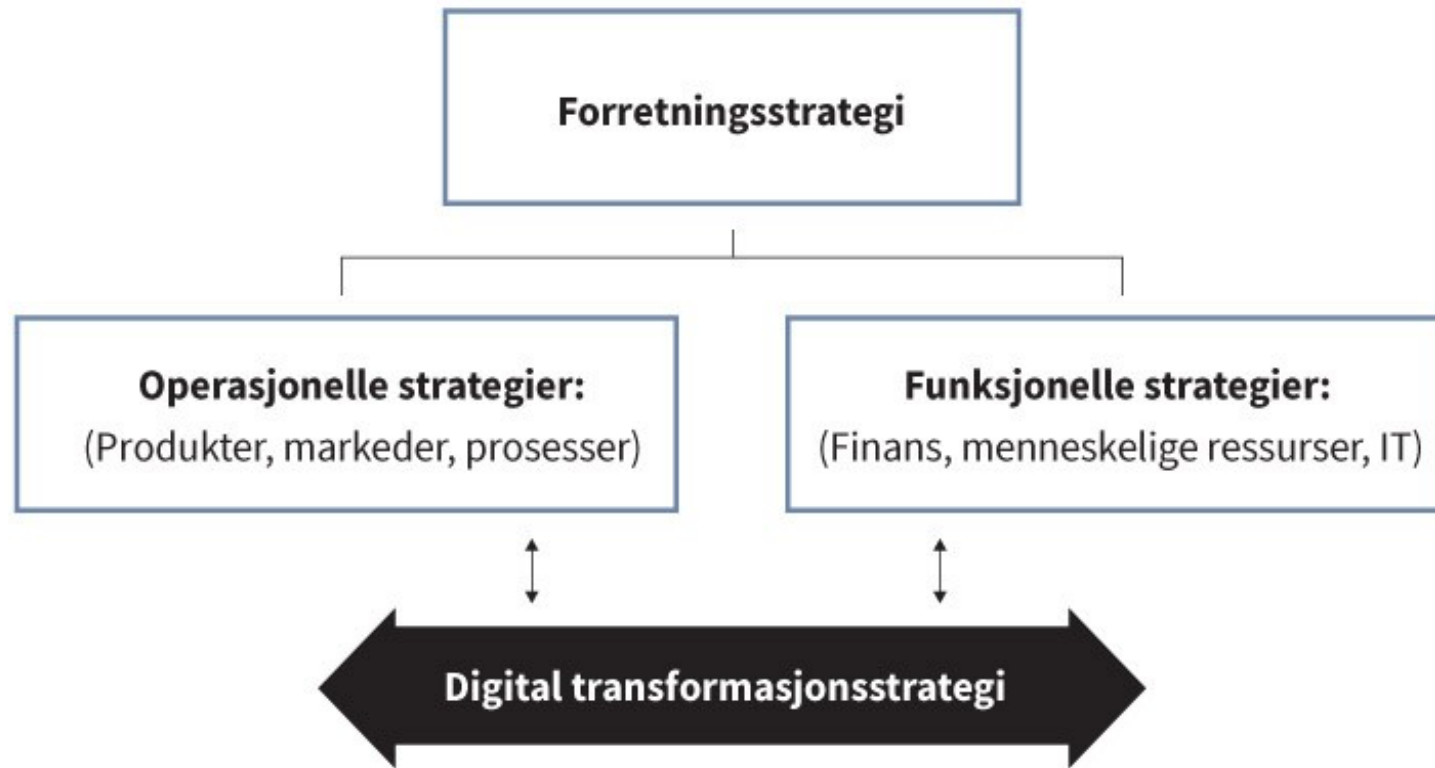 Forretningsstrategi
Operasjonelle strategier:
(Produkter, markeder, prosesser)
Funksjonelle strategier:
(Finans, menneskelige ressurser, IT)
Digital transformasjonsstrategi